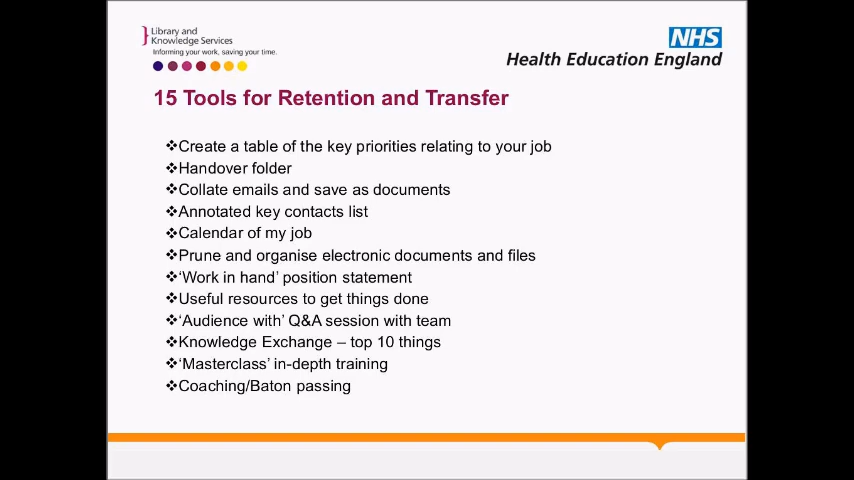 Library and
Knowledge Services
Informing your work, saving your time.
NHS
Health Education England
15 Tools for Retention and Transfer
❖Create a table of the key priorities relating to your job
❖Handover folder
❖Collate emails and save as documents
❖Annotated key contacts list
❖Calendar of my job
❖Prune and organise electronic documents and files
❖‘Work in hand’ position statement
❖Useful resources to get things done
❖‘Audience with’ Q&A session with team
❖Knowledge Exchange – top 10 things
❖‘Masterclass’ in-depth training
❖Coaching/Baton passing